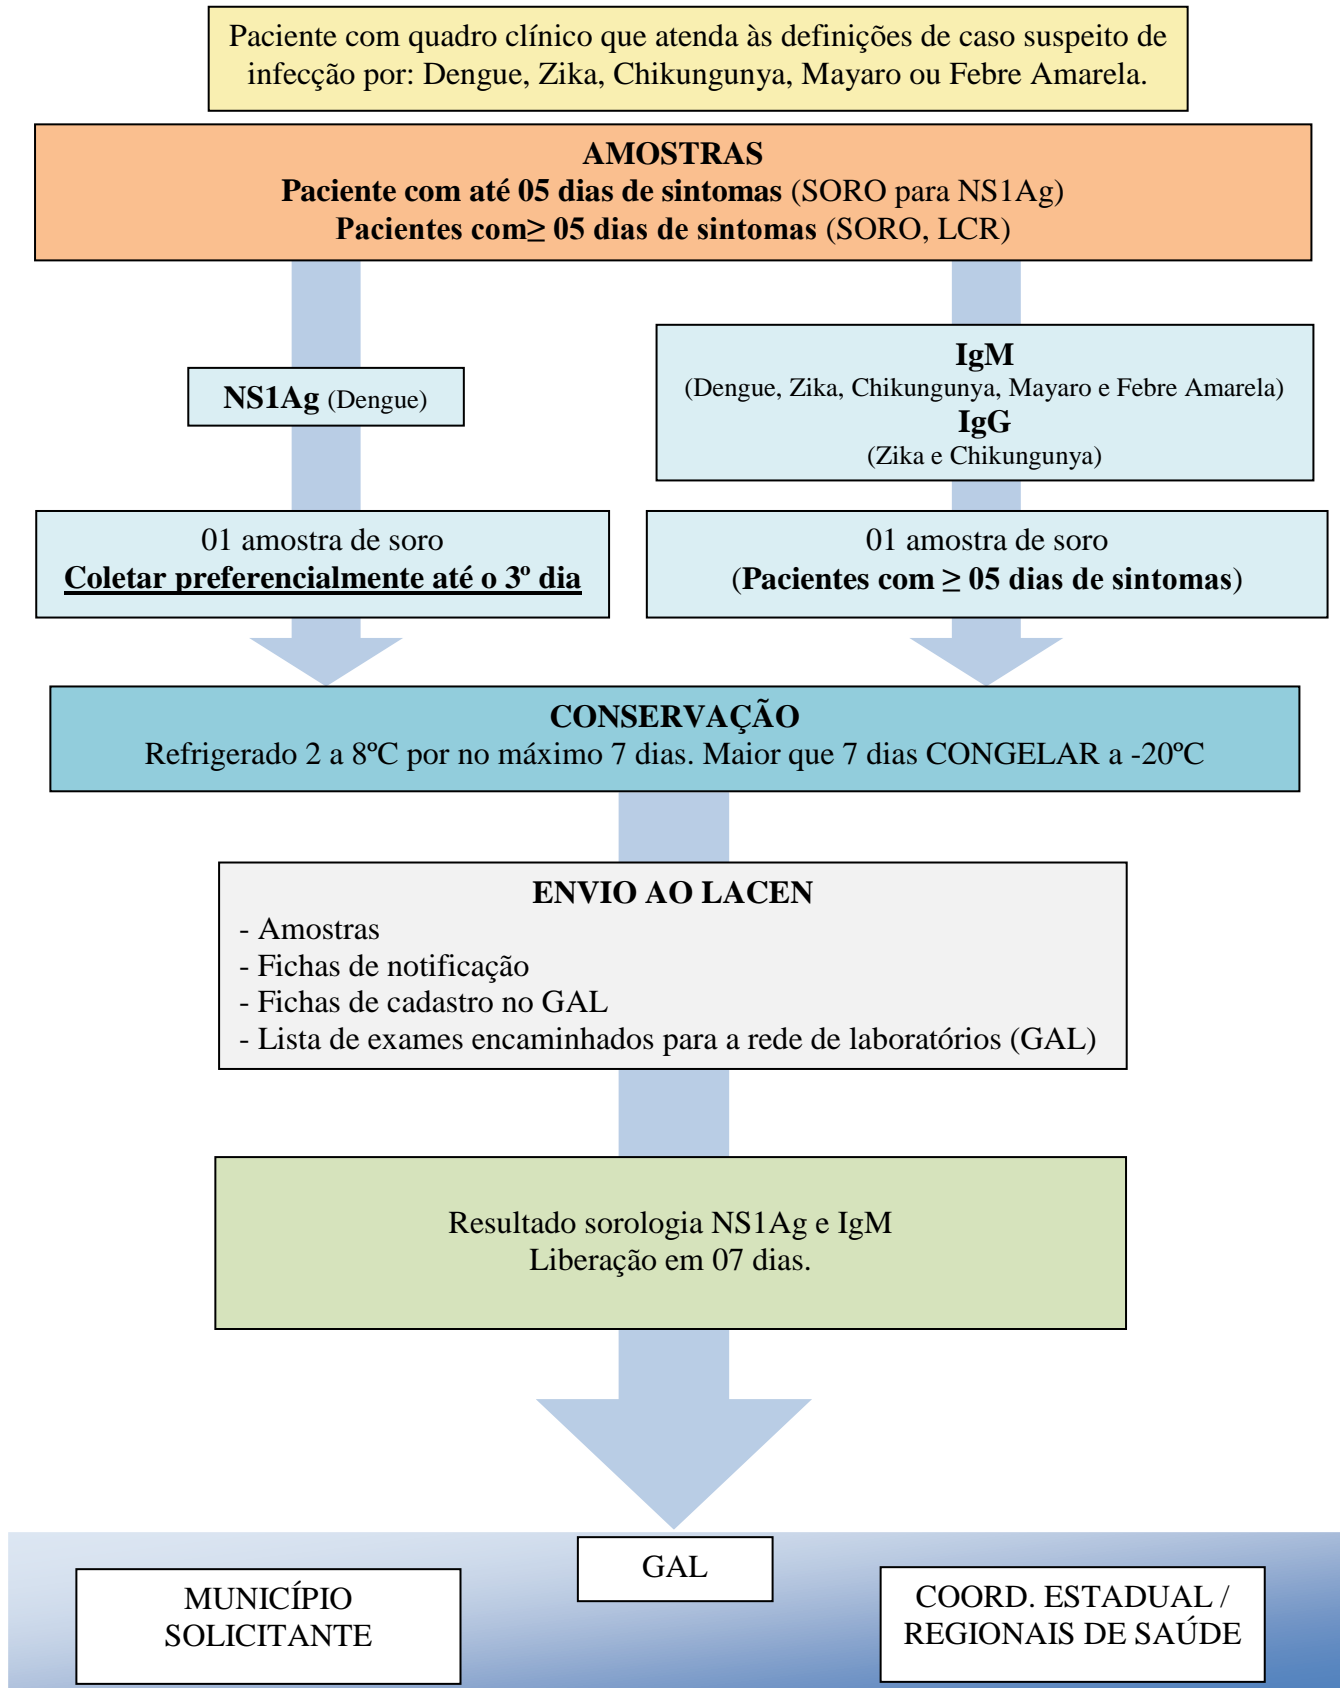 Paciente com quadro clínico que atenda às definições de caso suspeito de
infecção por: Dengue, Zika, Chikungunya, Mayaro ou Febre Amarela.
AMOSTRAS
Paciente com até 05 dias de sintomas (SORO para NS1Ag)
Pacientes com≥ 05 dias de sintomas (SORO, LCR)
NS1Ag (Dengue)
IgM
(Dengue, Zika, Chikungunya, Mayaro e Febre Amarela)
IgG
(Zika e Chikungunya)
01 amostra de soro
Coletar preferencialmente até o 3º dia
01 amostra de soro
(Pacientes com ≥ 05 dias de sintomas)
CONSERVAÇÃO
Refrigerado 2 a 8ºC por no máximo 7 dias. Maior que 7 dias CONGELAR a -20ºC
ENVIO AO LACEN
- Amostras
- Fichas de notificação
- Fichas de cadastro no GAL
- Lista de exames encaminhados para a rede de laboratórios (GAL)
Resultado sorologia NS1Ag e IgM
Liberação em 07 dias.
GAL
MUNICÍPIO
SOLICITANTE
COORD. ESTADUAL /
REGIONAIS DE SAÚDE